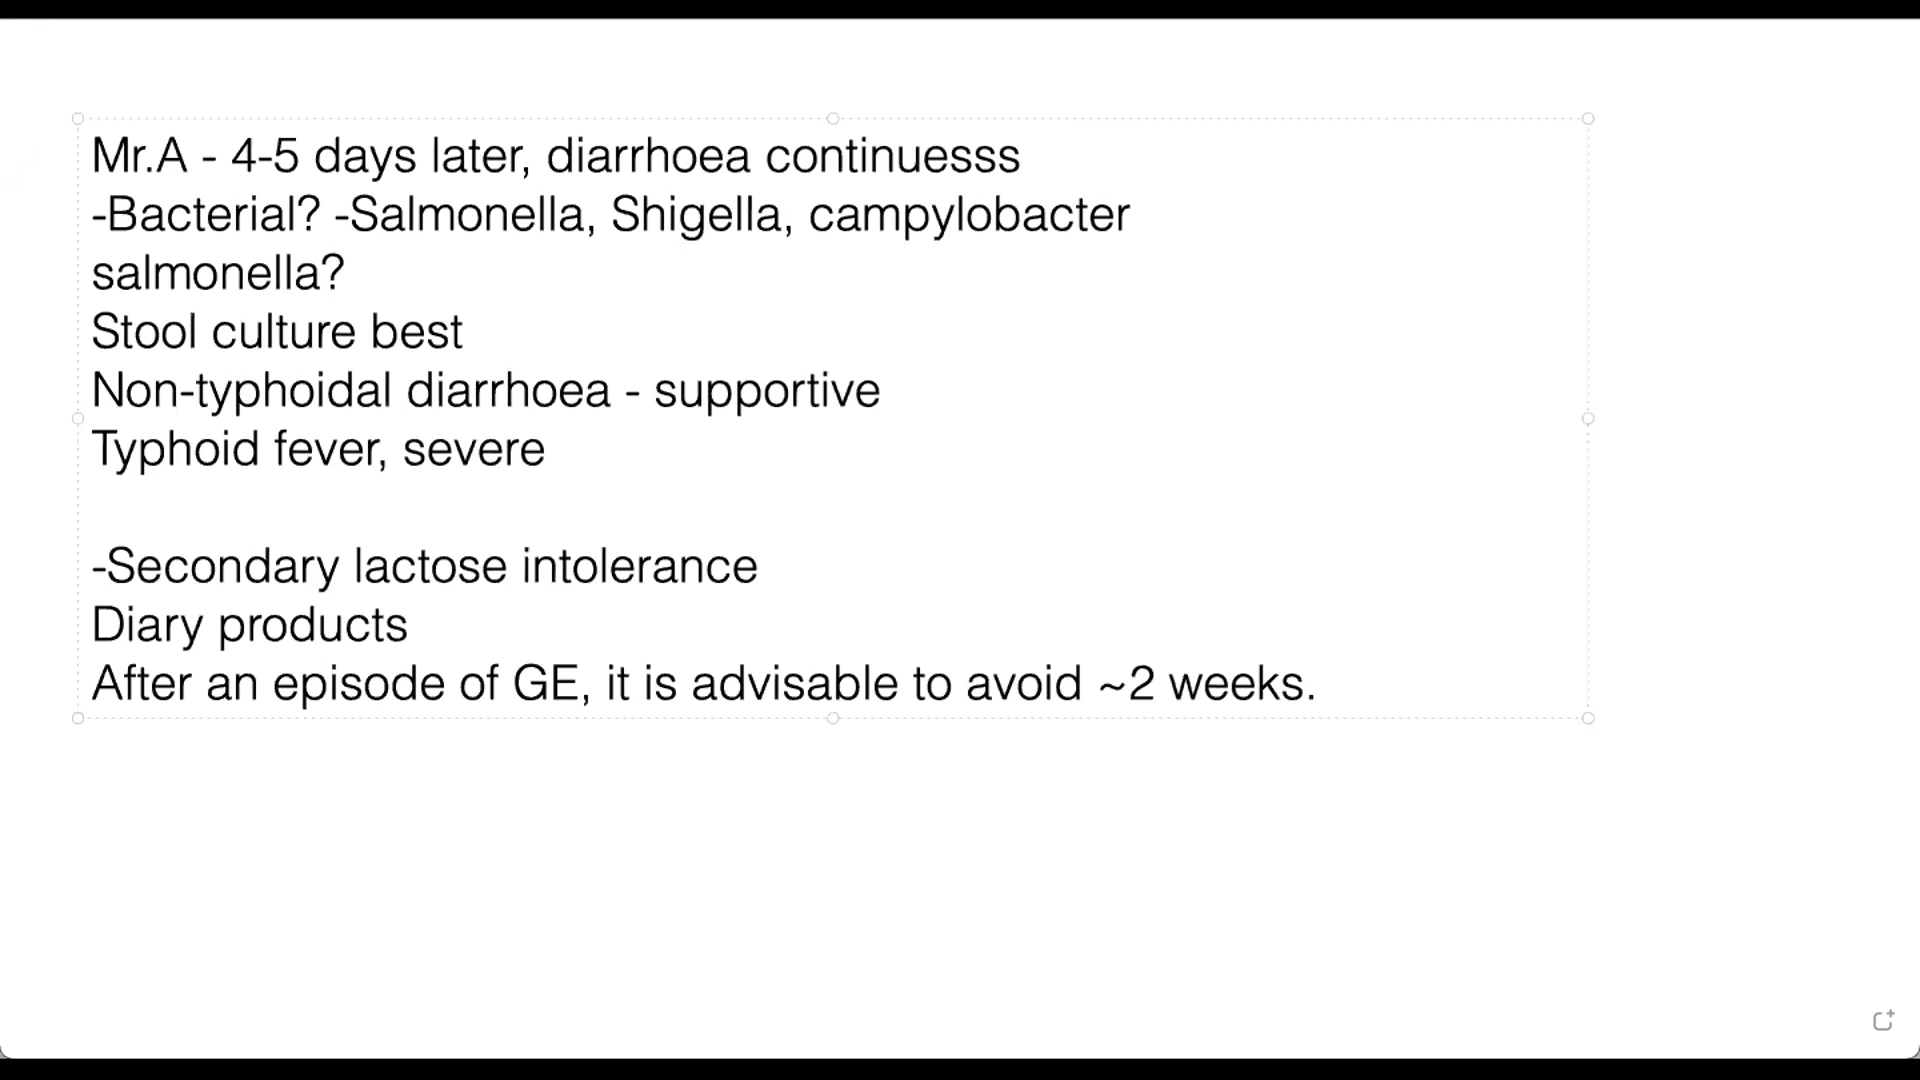 Mr.A - 4-5 days later, diarrhoea continuesss
-Bacterial? -Salmonella, Shigella, campylobacter
salmonella?
Stool culture best
Non-typhoidal diarrhoea - supportive
Typhoid fever, severe
-Secondary lactose intolerance
Diary products
After an episode of GE, it is advisable to avoid ~2 weeks.